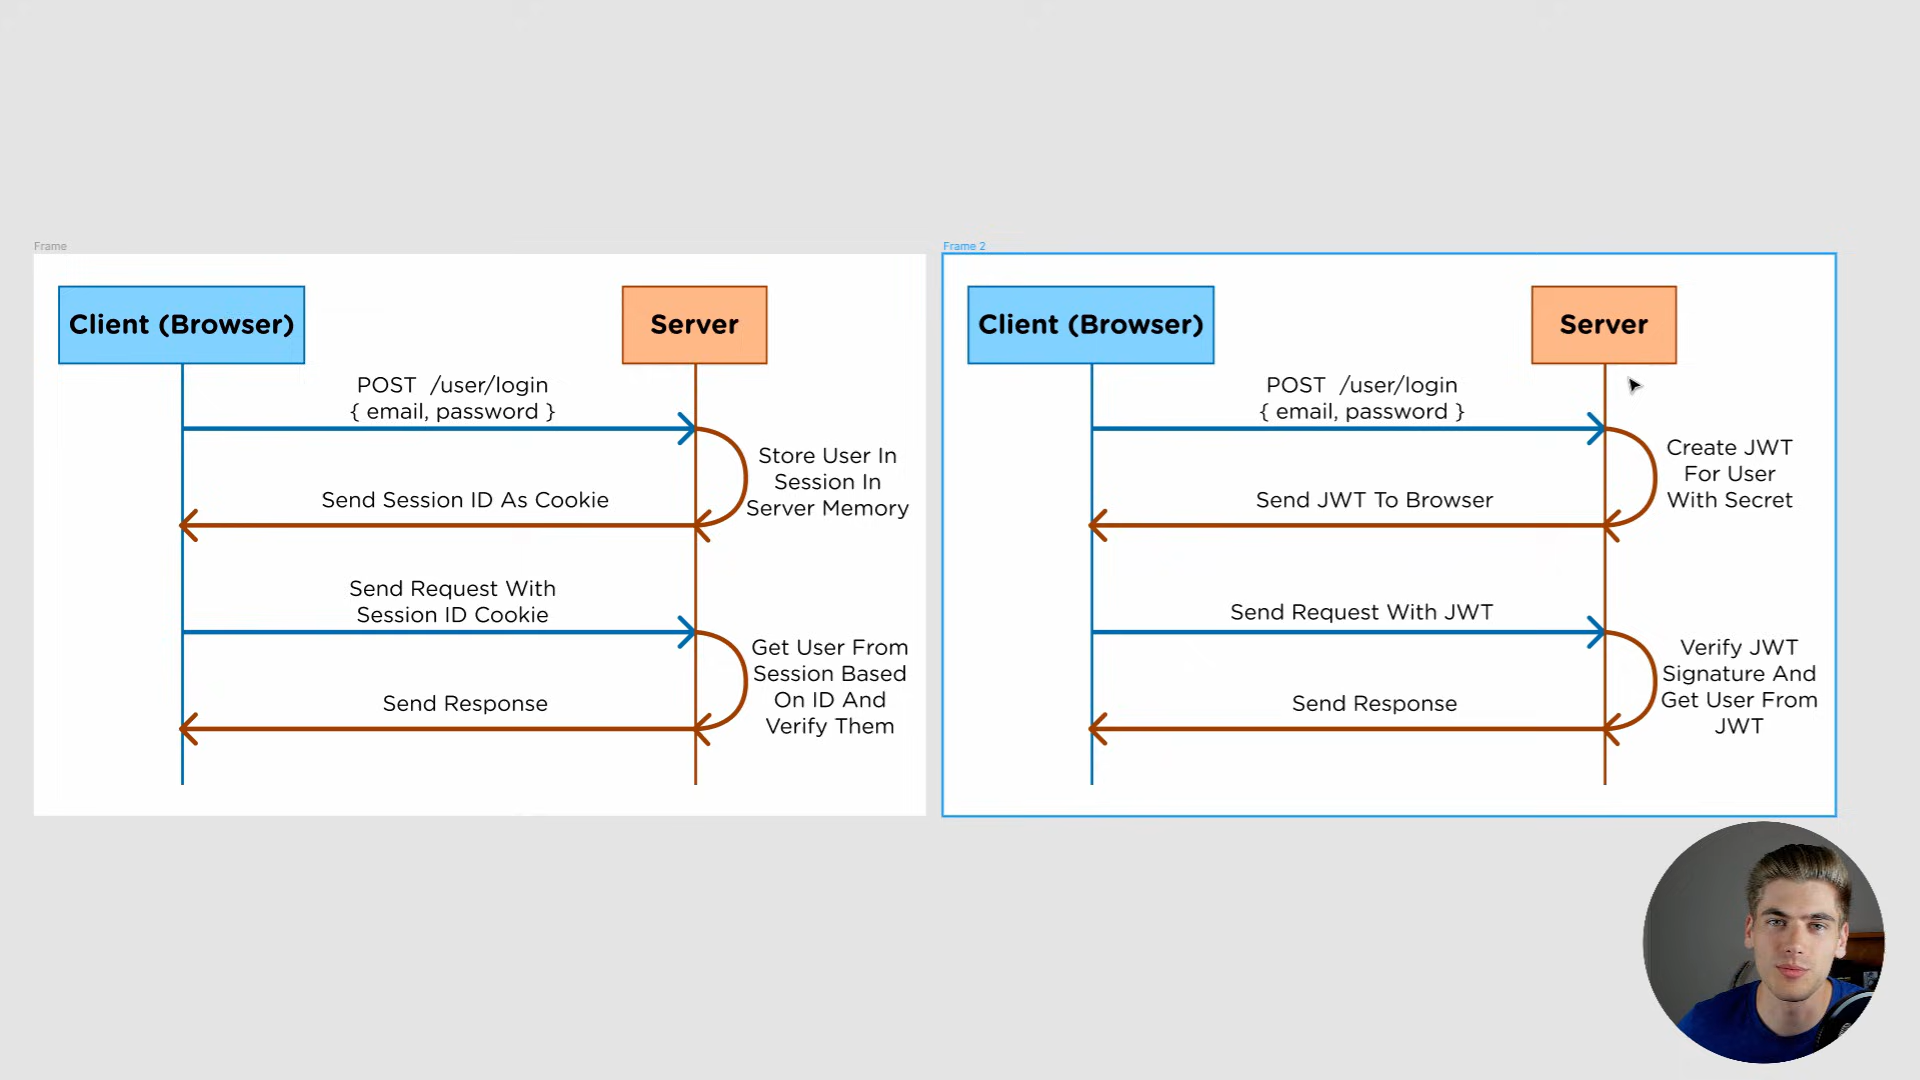 Frame
Client (Browser)
Server
POST /user/login
{ email, password }
Store User In
Session In
Server Memory
Send Session ID As Cookie
Send Request With
Session ID Cookie
Get User From
Session Based
On ID And
Verify Them
Send Response
Frame 2
Client (Browser)
Server
POST /user/login
{ email, password }
Create JWT
For User
With Secret
Send JWT To Browser
Send Request With JWT
Verify JWT
Signature And
Get User From
JWT
Send Response